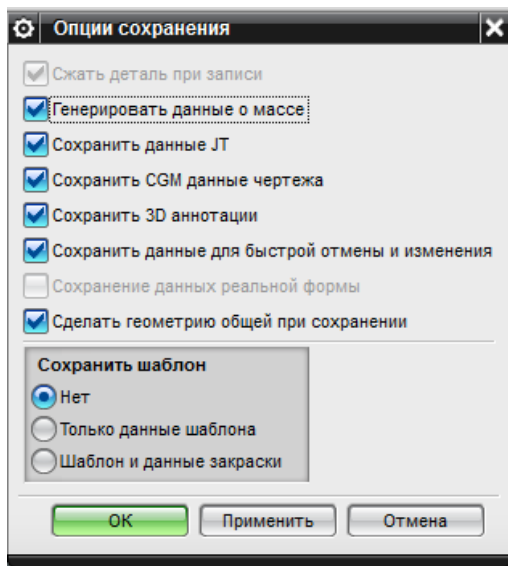 Опции сохранения
Сжать деталь при записи
Генерировать данные о массе
Сохранить данные JT
Сохранить CGM данные чертежа
Сохранить 3D аннотации
Сохранить данные для быстрой отмены и изменения
Сохранение данных реальной формы
Сделать геометрию общей при сохранении
Сохранить шаблон
Нет
Только данные шаблона
Шаблон и данные закраски
ОК Применить Отмена